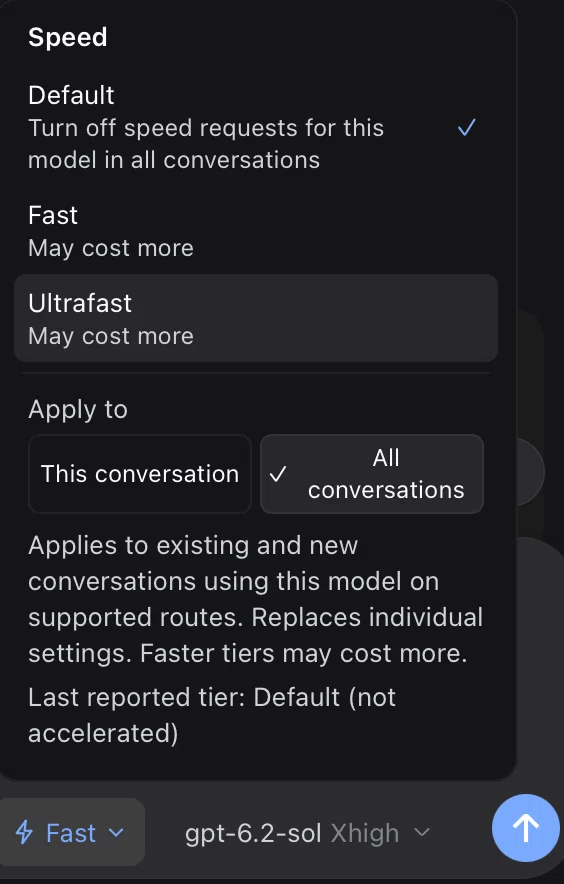 Speed
Default
Turn off speed requests for this
model in all conversations
Fast
May cost more
Ultrafast
May cost more
Apply to
This conversation
All
conversations
Applies to existing and new
conversations using this model on
supported routes. Replaces individual
settings. Faster tiers may cost more.
Last reported tier: Default (not
accelerated)
Fast
gpt-6.2-sol Xhigh